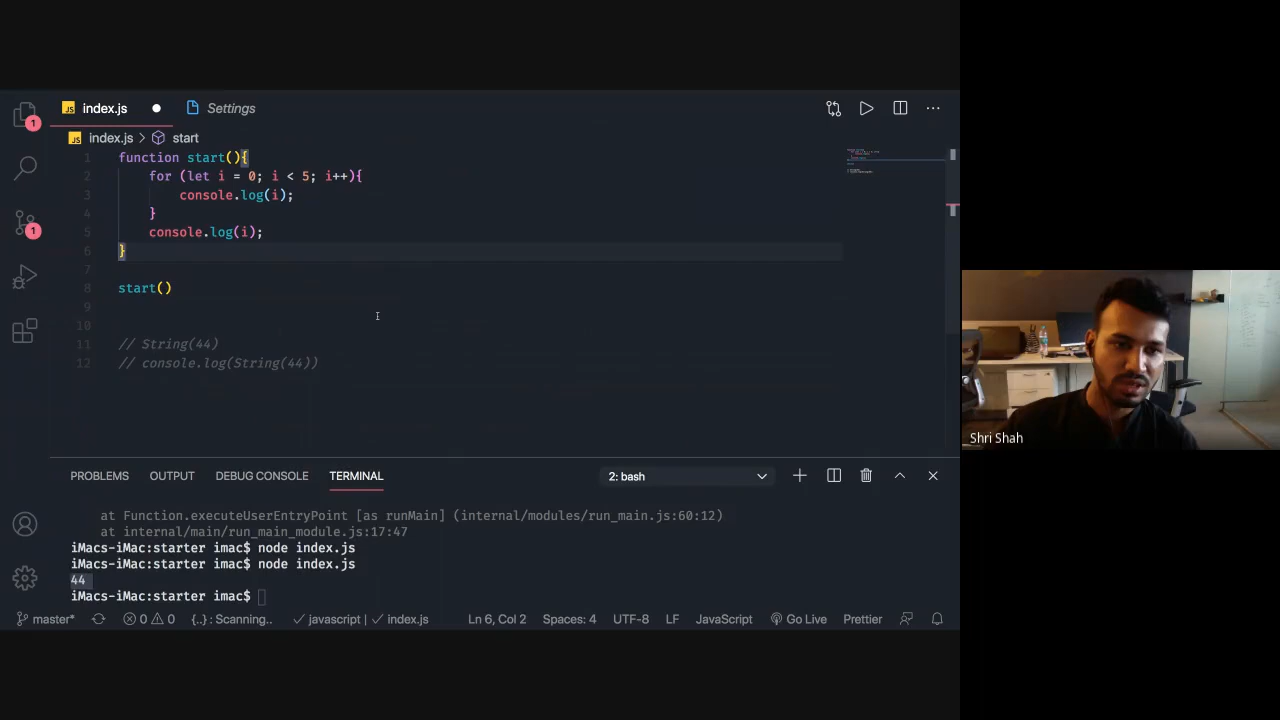 index.js
Settings
index.js > start
1 function start(){
2 for (let i = 0; i < 5; i++){
3 console.log(i);
4 }
5 console.log(i);
6 }
7
8 start()
9
10
11 // String(44)
12 // console.log(String(44))
1
1
Shri Shah
PROBLEMS OUTPUT DEBUG CONSOLE TERMINAL 2: bash
at Function.executeUserEntryPoint [as runMain] (internal/modules/run_main.js:60:12)
at internal/main/run_main_module.js:17:47
iMacs-iMac:starter imac$ node index.js
iMacs-iMac:starter imac$ node index.js
44
iMacs-iMac:starter imac$
master* 0 0 {..} : Scanning.. ✓ javascript | ✓ index.js Ln 6, Col 2 Spaces: 4 UTF-8 LF JavaScript Go Live Prettier